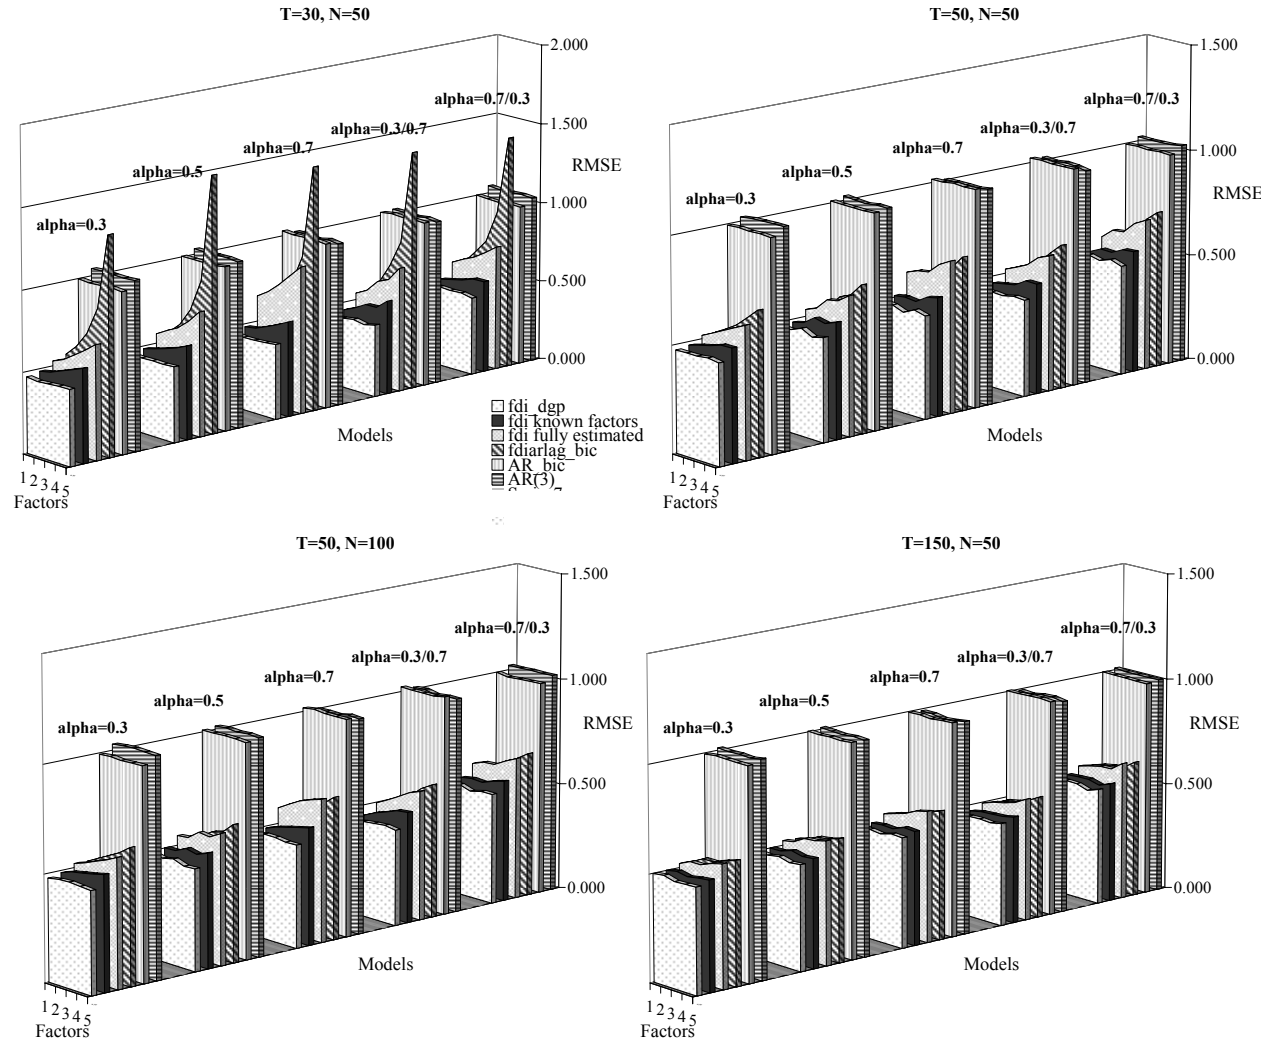 T=30, N=50
2.000
1.500
1.000
0.500
0.000
RMSE
alpha=0.3
alpha=0.5
alpha=0.7
alpha=0.3/0.7
alpha=0.7/0.3
Models
1 2 3 4 5
Factors
fdi_dgp
fdi known factors
fdi fully estimated
fdiarlag_bic
AR_bic
AR(3)
T=50, N=50
1.500
1.000
0.500
0.000
RMSE
alpha=0.3
alpha=0.5
alpha=0.7
alpha=0.3/0.7
alpha=0.7/0.3
Models
1 2 3 4 5
Factors
T=50, N=100
1.500
1.000
0.500
0.000
RMSE
alpha=0.3
alpha=0.5
alpha=0.7
alpha=0.3/0.7
alpha=0.7/0.3
Models
1 2 3 4 5
Factors
T=150, N=50
1.500
1.000
0.500
0.000
RMSE
alpha=0.3
alpha=0.5
alpha=0.7
alpha=0.3/0.7
alpha=0.7/0.3
Models
1 2 3 4 5
Factors